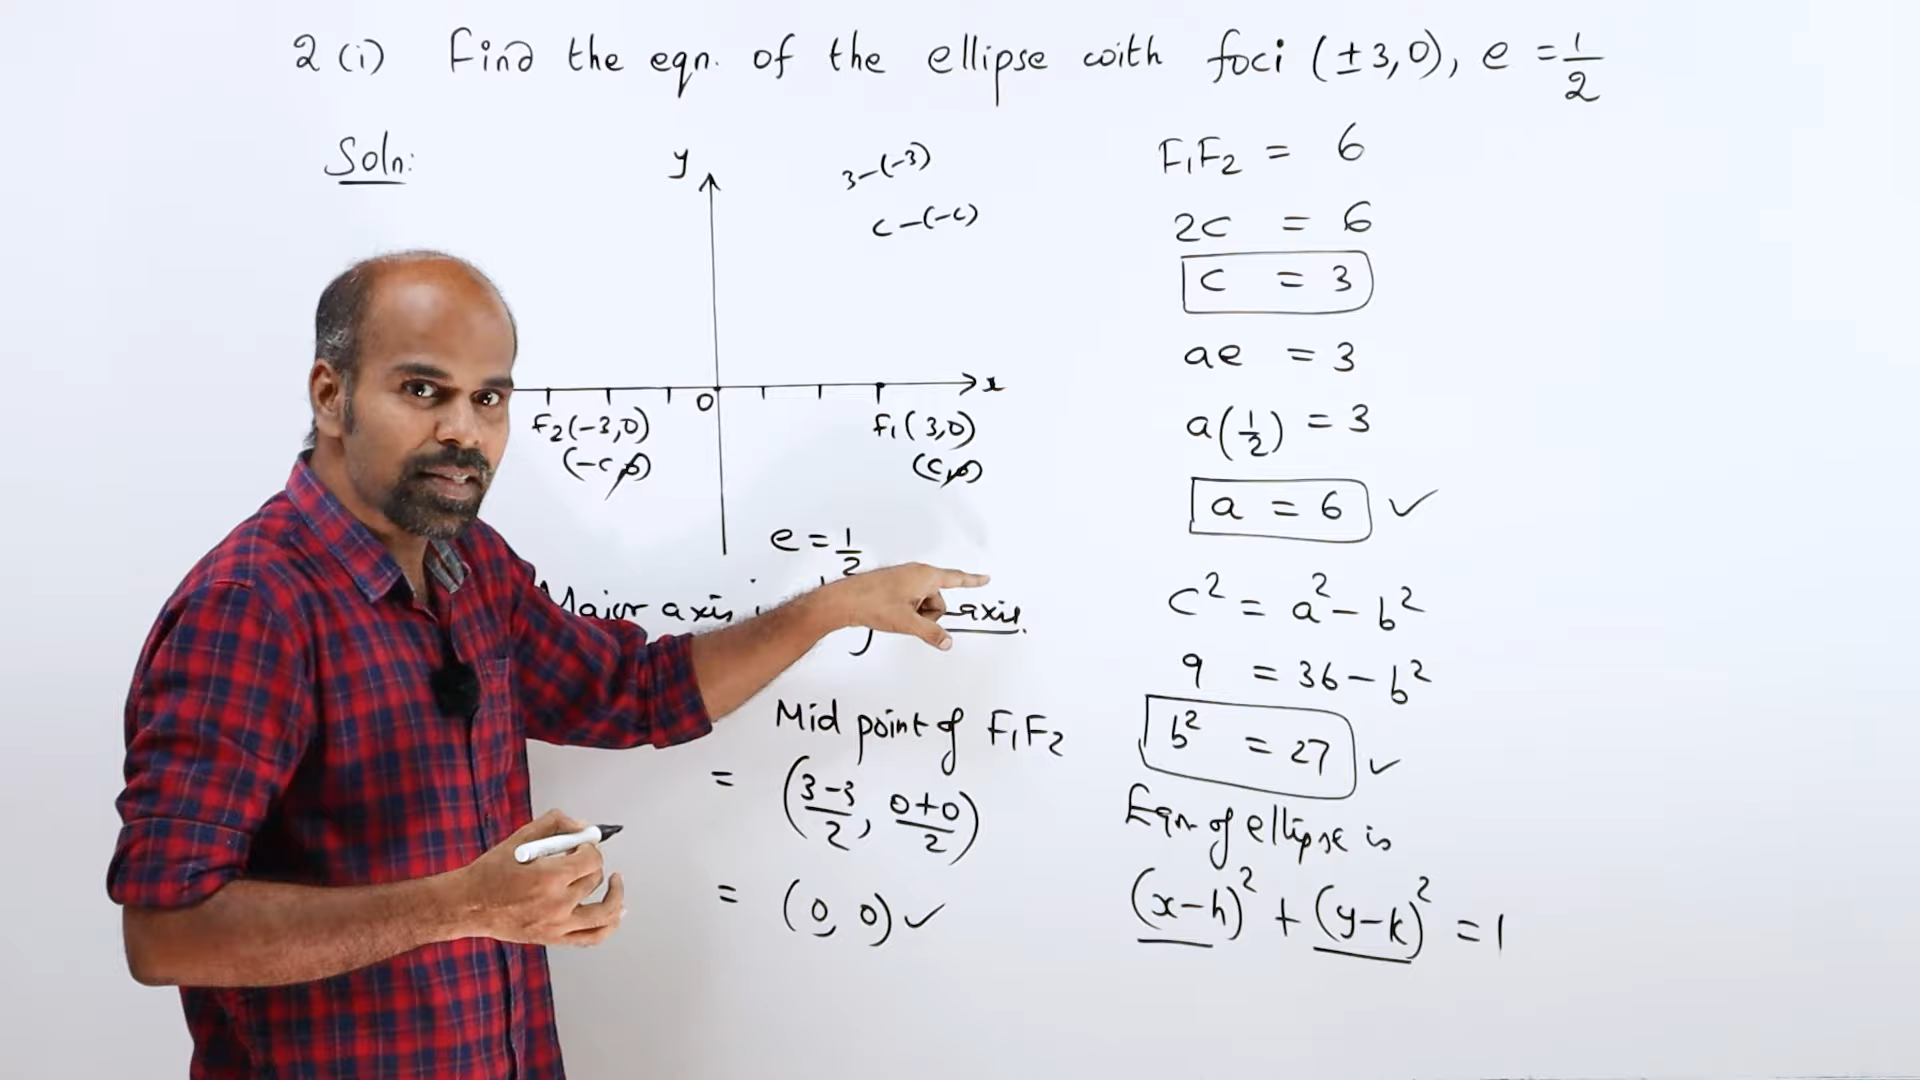 2 (i) Find the eqn. of the ellipse with foci (±3,0), e = 1/2
Soln:
y
3-(-3)
c-(-c)
x
0
F₂(-3,0)
(-c,0)
F₁(3,0)
(c,0)
e = 1/2
Major axis axis.
Mid point of F₁F₂
= (3-3/2, 0+0/2)
= (0, 0) ✓
F₁F₂ = 6
2c = 6
c = 3
ae = 3
a(1/2) = 3
a = 6 ✓
c² = a² - b²
9 = 36 - b²
b² = 27 ✓
Eqn. of ellipse is
(x-h)² + (y-k)² = 1